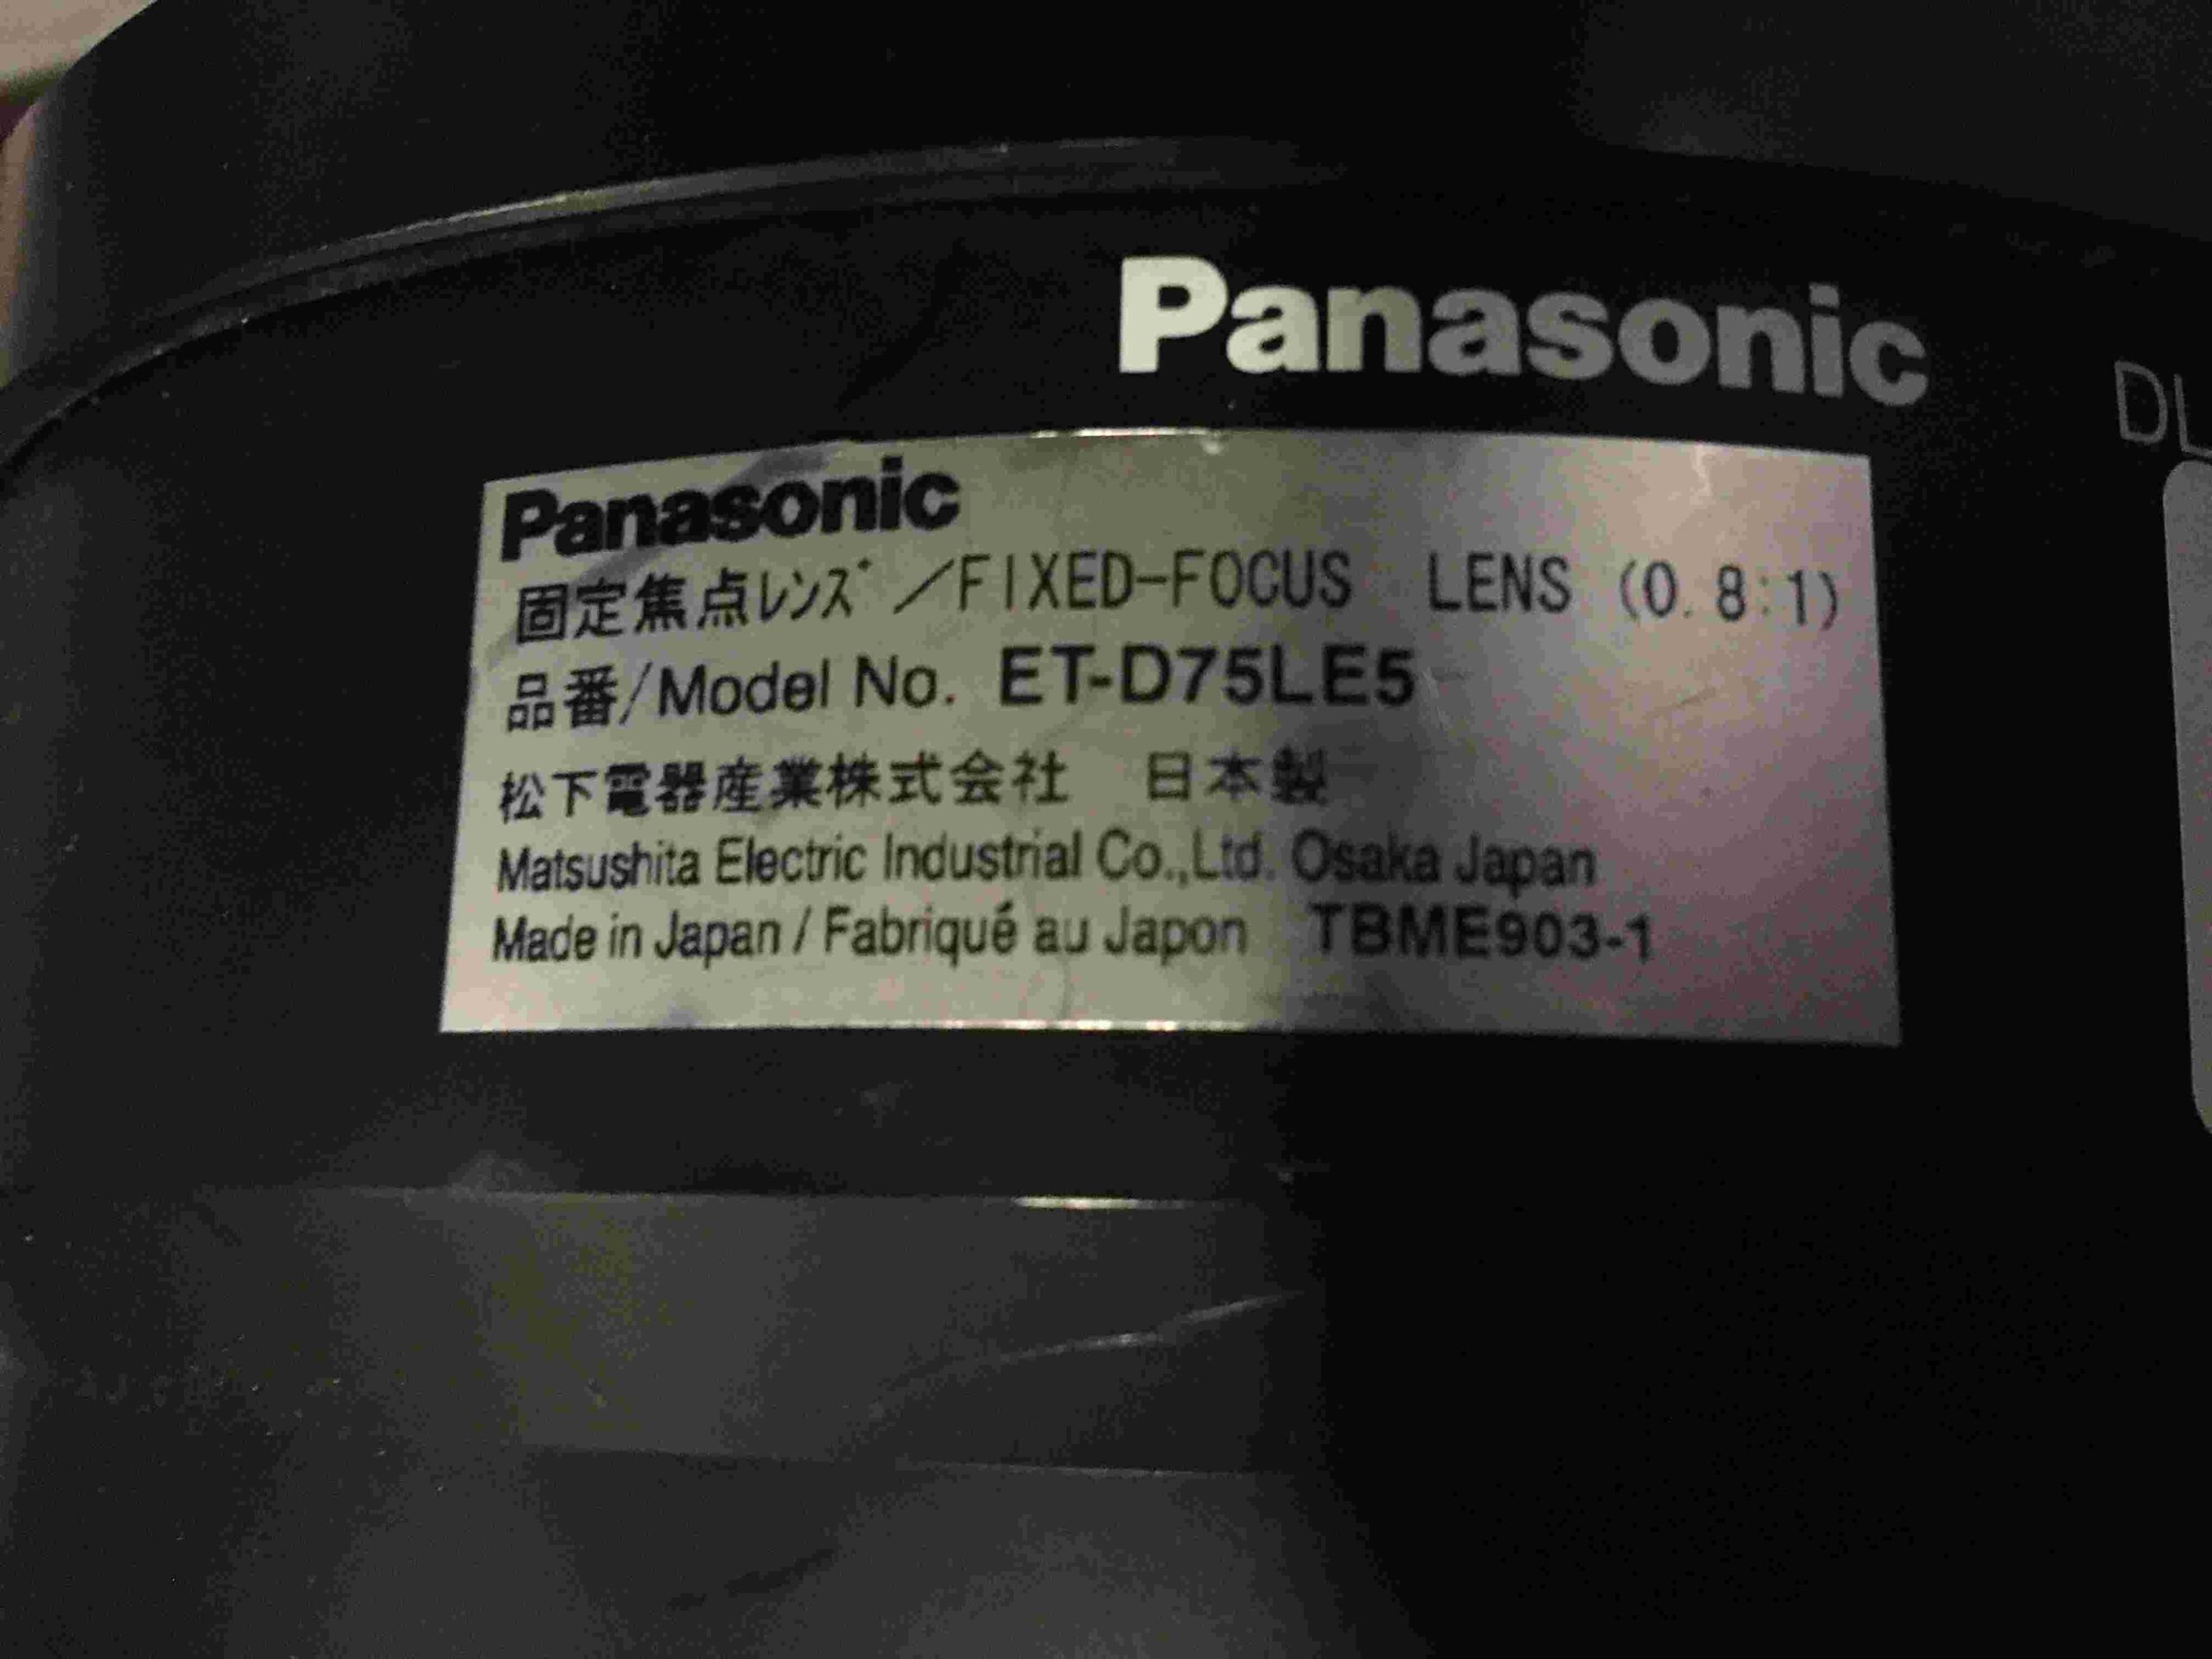 Panasonic
DL
Panasonic
固定焦点レンズ/FIXED-FOCUS LENS (0.8:1)
品番/Model No. ET-D75LE5
松下電器産業株式会社 日本製
Matsushita Electric Industrial Co.,Ltd. Osaka Japan
Made in Japan / Fabriqué au Japon TBME903-1